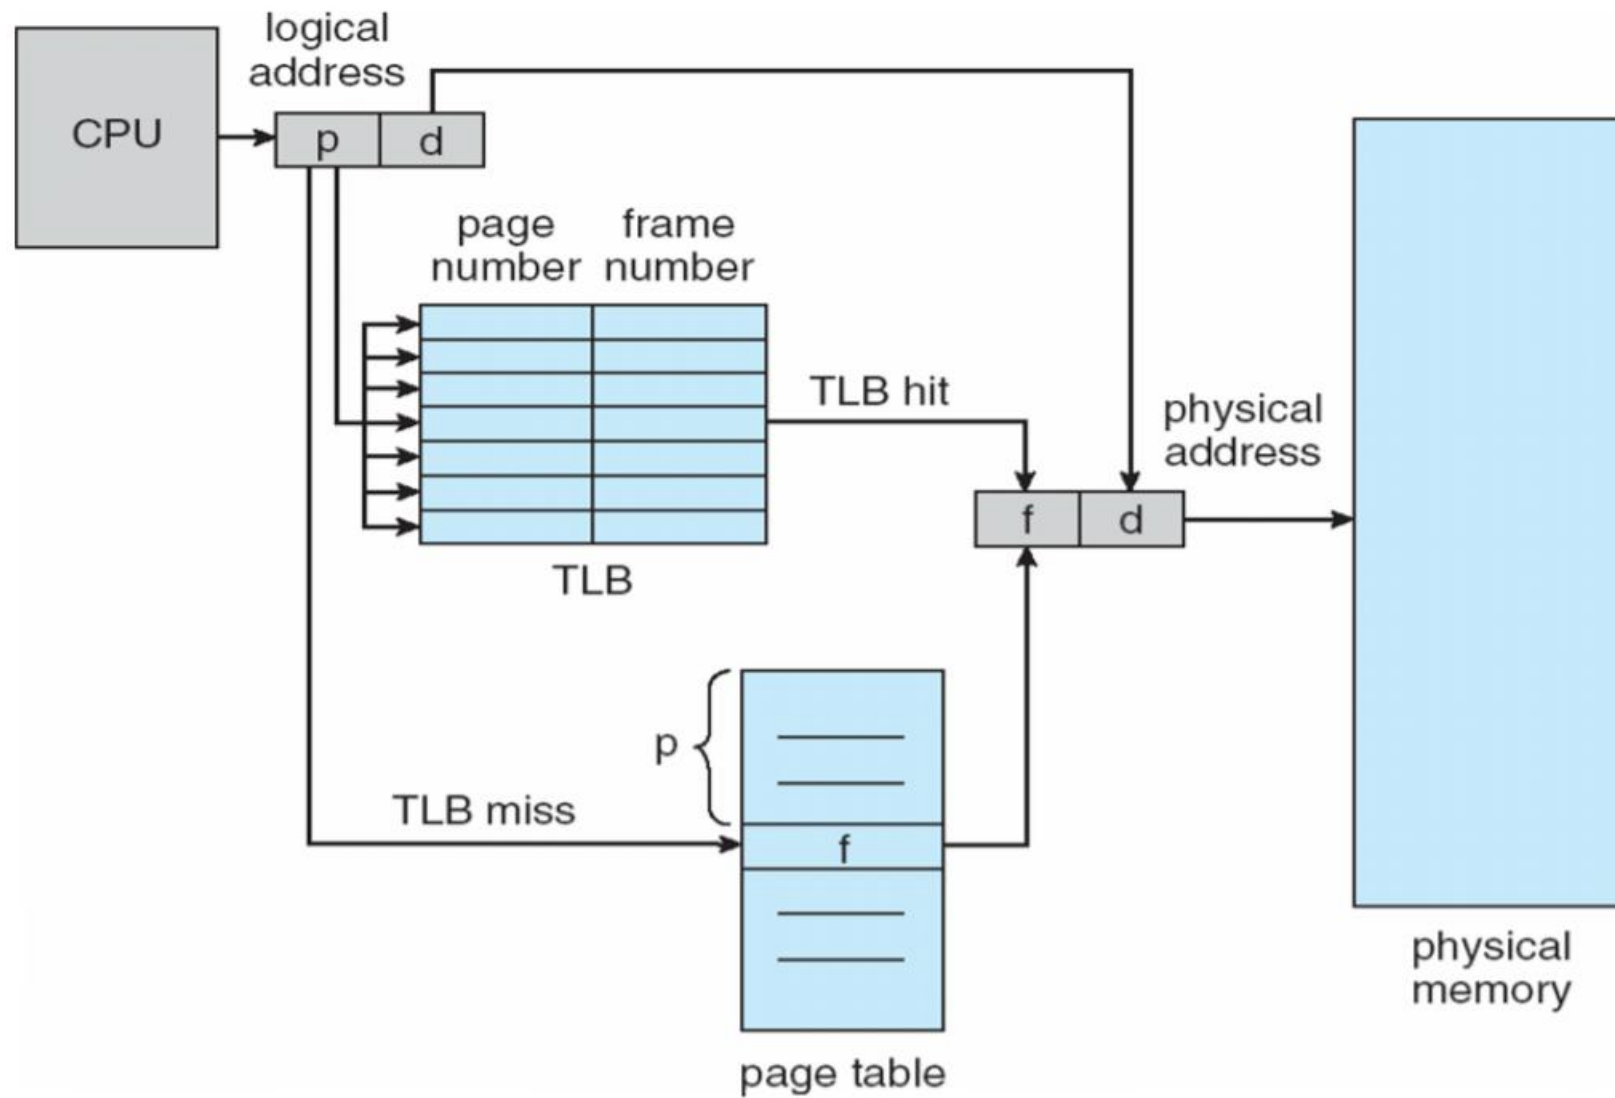 logical
address
CPU
p
d
page
number
frame
number
TLB hit
physical
address
f
d
TLB
p
TLB miss
f
page table
physical
memory